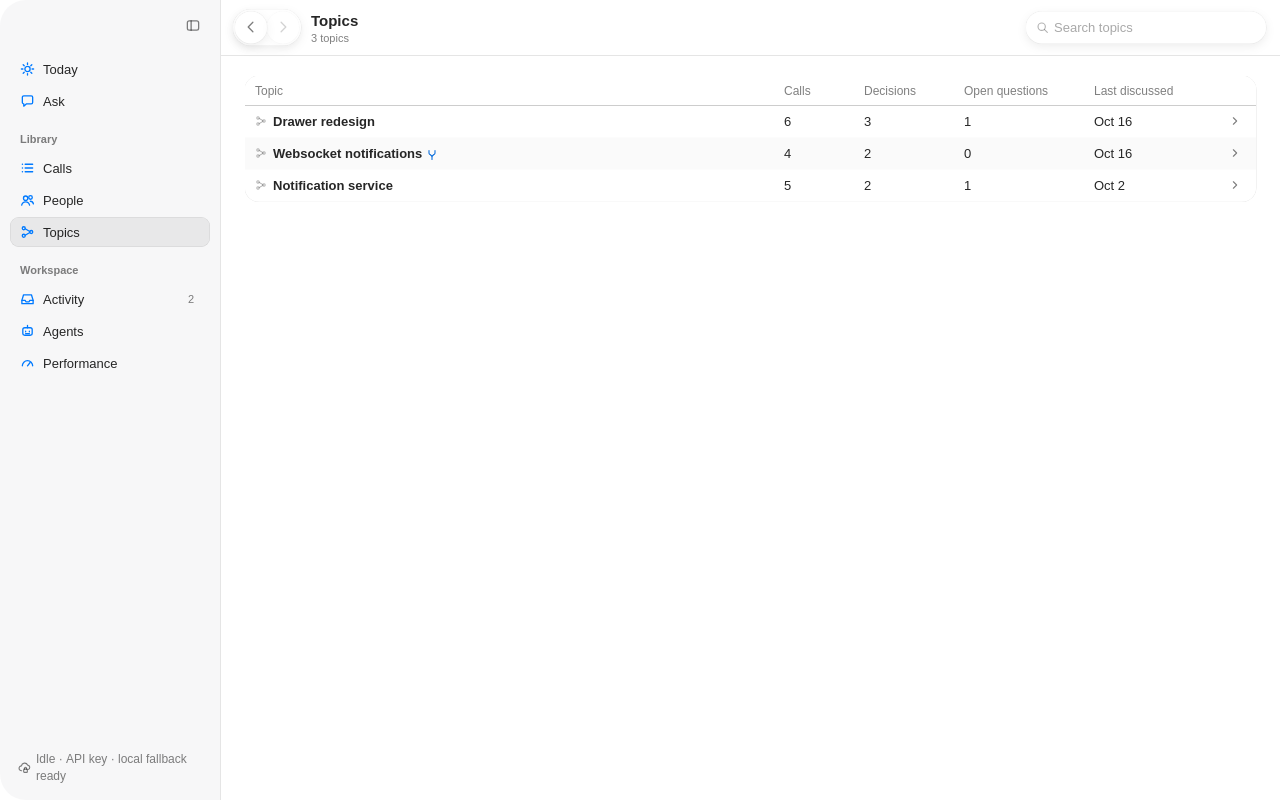 Topics
3 topics
Search topics
Today
Ask
Library
Calls
People
Topics
Workspace
Activity 2
Agents
Performance
Idle · API key · local fallback
ready
Topic Calls Decisions Open questions Last discussed
Drawer redesign 6 3 1 Oct 16
Websocket notifications 4 2 0 Oct 16
Notification service 5 2 1 Oct 2